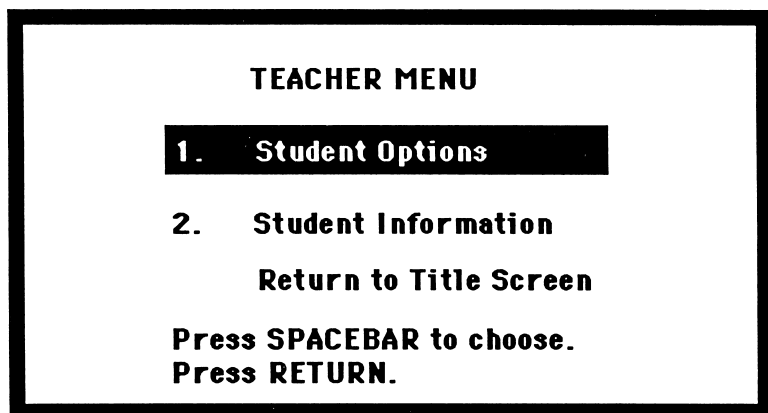 TEACHER MENU
1. Student Options
2. Student Information
Return to Title Screen
Press SPACEBAR to choose.
Press RETURN.